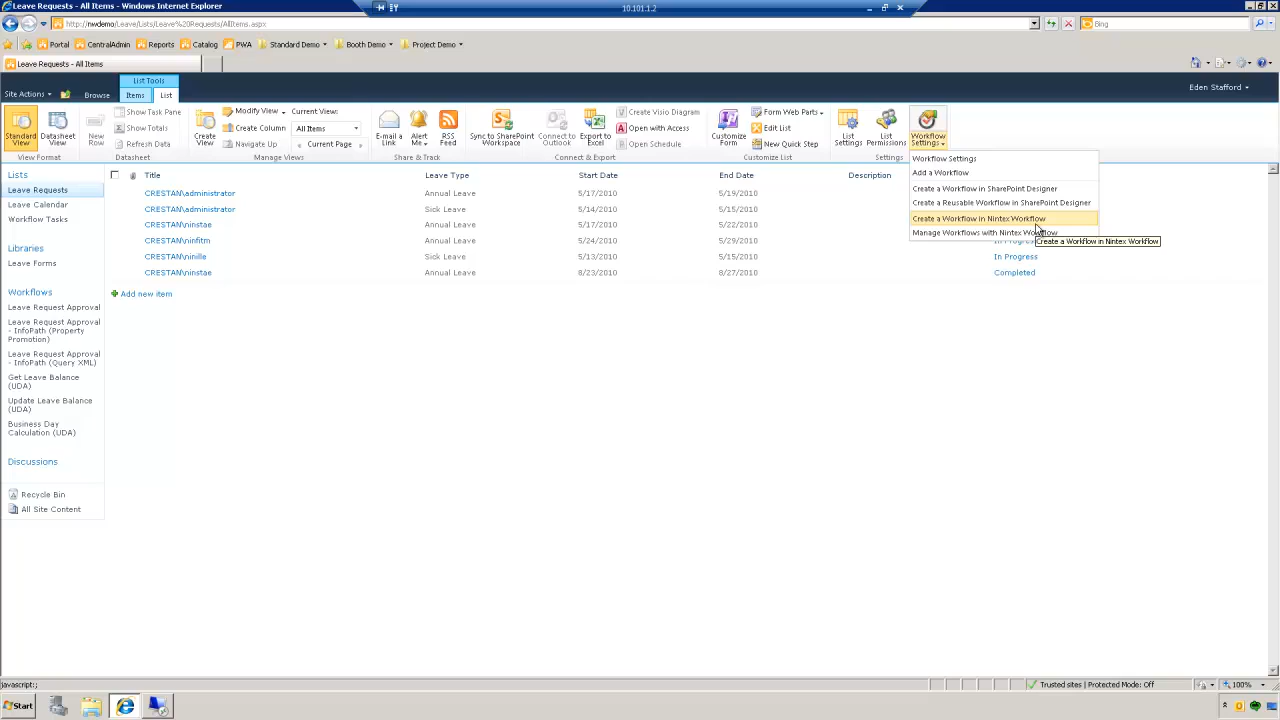 Leave Requests - All Items - Windows Internet Explorer
10.101.1.2
http://nwdemo/Leave/Lists/Leave%20Requests/AllItems.aspx
Bing
Portal CentralAdmin Reports Catalog PWA Standard Demo Booth Demo Project Demo
Leave Requests - All Items
List Tools
Site Actions Browse Items List
Eden Stafford
Standard View
Datasheet View
New Row
Show Task Pane
Show Totals
Refresh Data
Create View
Modify View
Create Column
Navigate Up
Current View:
All Items
Current Page
E-mail a Link
Alert Me
RSS Feed
Sync to SharePoint Workspace
Connect to Outlook
Export to Excel
Create Visio Diagram
Open with Access
Open Schedule
Customize Form
Form Web Parts
Edit List
New Quick Step
List Settings
List Permissions
Workflow Settings
View Format
Datasheet
Manage Views
Share & Track
Connect & Export
Customize List
Settings
Workflow Settings
Add a Workflow
Create a Workflow in SharePoint Designer
Create a Reusable Workflow in SharePoint Designer
Create a Workflow in Nintex Workflow
Manage Workflows with Nintex Workflow
Create a Workflow in Nintex Workflow
Lists
Leave Requests
Leave Calendar
Workflow Tasks
Libraries
Leave Forms
Workflows
Leave Request Approval
Leave Request Approval
- InfoPath (Property
Promotion)
Leave Request Approval
- InfoPath (Query XML)
Get Leave Balance
(UDA)
Update Leave Balance
(UDA)
Business Day
Calculation (UDA)
Discussions
Recycle Bin
All Site Content
Title Leave Type Start Date End Date Description
CRESTAN\administrator Annual Leave 5/17/2010 5/19/2010
CRESTAN\administrator Sick Leave 5/14/2010 5/15/2010
CRESTAN\ninstae Annual Leave 5/17/2010 5/20/2010
CRESTAN\ninfitm Annual Leave 5/24/2010 5/29/2010
CRESTAN\ninille Sick Leave 5/13/2010 5/15/2010 In Progress
CRESTAN\ninstae Annual Leave 8/23/2010 8/27/2010 Completed
Add new item
javascript:;
Trusted sites | Protected Mode: Off
100%
Start